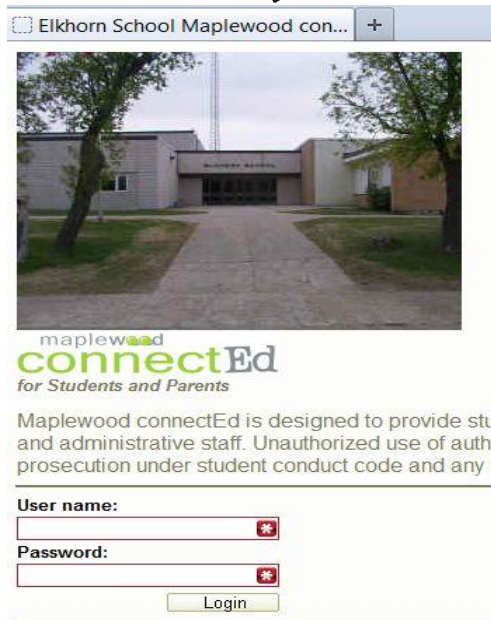 Elkhorn School Maplewood con...
maplewood
connectEd
for Students and Parents
Maplewood connectEd is designed to provide stu
and administrative staff. Unauthorized use of auth
prosecution under student conduct code and any
User name:
Password:
Login